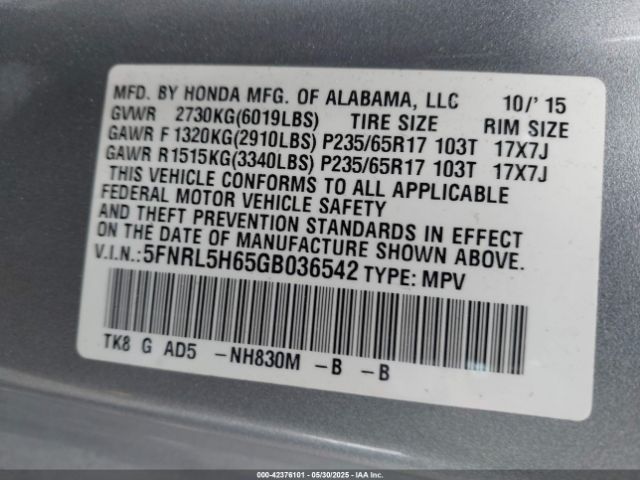 MFD. BY HONDA MFG. OF ALABAMA, LLC 10/'15
GVWR 2730KG(6019LBS) TIRE SIZE RIM SIZE
GAWR F1320KG(2910LBS) P235/65R17 103T 17X7J
GAWR R1515KG(3340LBS) P235/65R17 103T 17X7J
THIS VEHICLE CONFORMS TO ALL APPLICABLE
FEDERAL MOTOR VEHICLE SAFETY
AND THEFT PREVENTION STANDARDS IN EFFECT
ON THE DATE OF MANUFACTURE SHOWN ABOVE.
V.I.N.:5FNRL5H65GB036542 TYPE: MPV
TK8 G AD5 -NH830M -B -B
000-42376101 - 05/30/2025 - IAAI Inc.